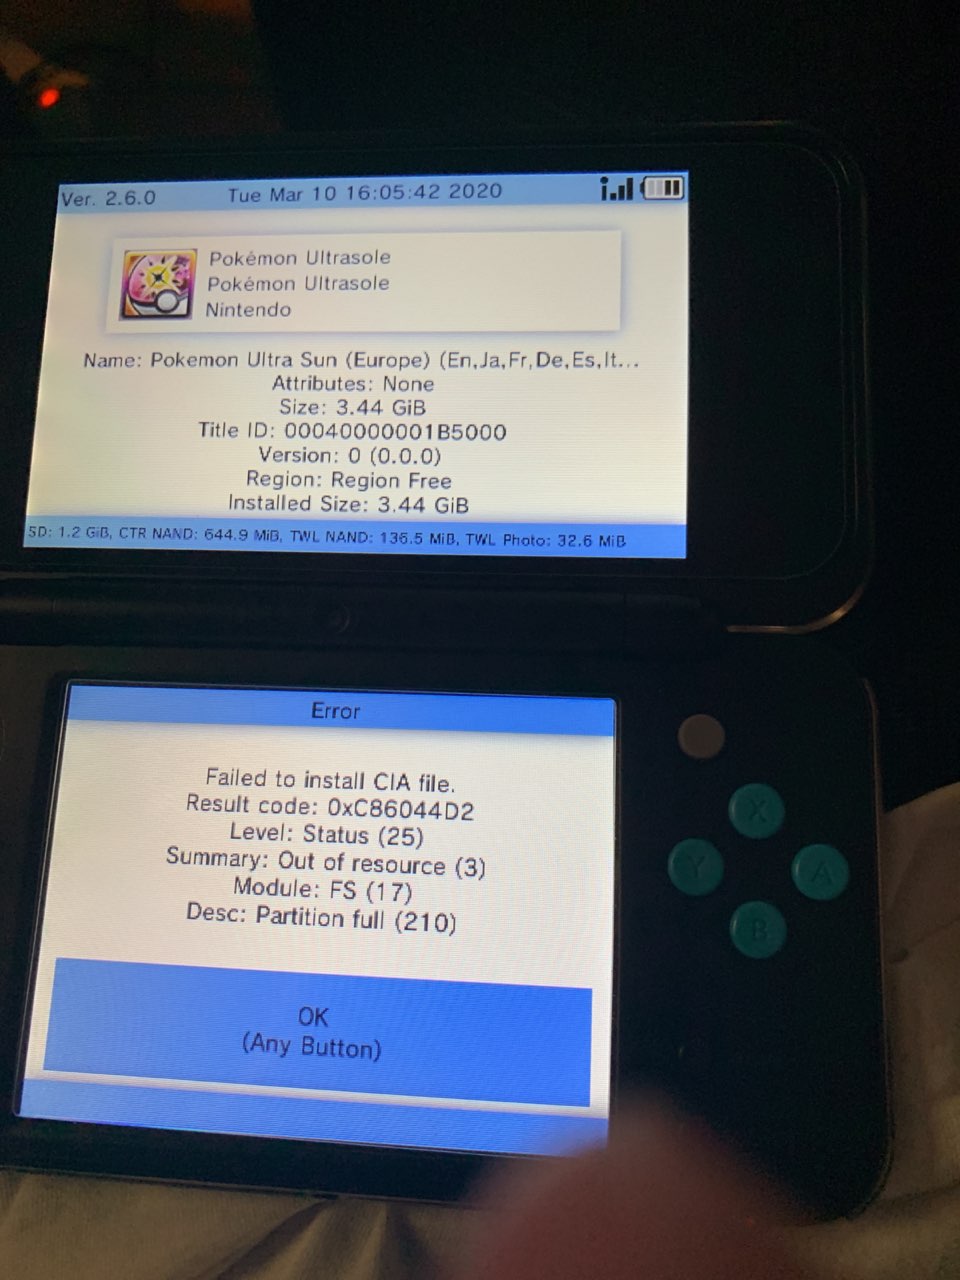 Ver. 2.6.0 Tue Mar 10 16:05:42 2020
Pokémon Ultrasole
Pokémon Ultrasole
Nintendo
Name: Pokemon Ultra Sun (Europe) (En,Ja,Fr,De,Es,It...
Attributes: None
Size: 3.44 GiB
Title ID: 00040000001B5000
Version: 0 (0.0.0)
Region: Region Free
Installed Size: 3.44 GiB
SD: 1.2 GiB, CTR NAND: 644.9 MiB, TWL NAND: 136.5 MiB, TWL Photo: 32.6 MiB
Error
Failed to install CIA file.
Result code: 0xC86044D2
Level: Status (25)
Summary: Out of resource (3)
Module: FS (17)
Desc: Partition full (210)
OK
(Any Button)
X
Y
A
B